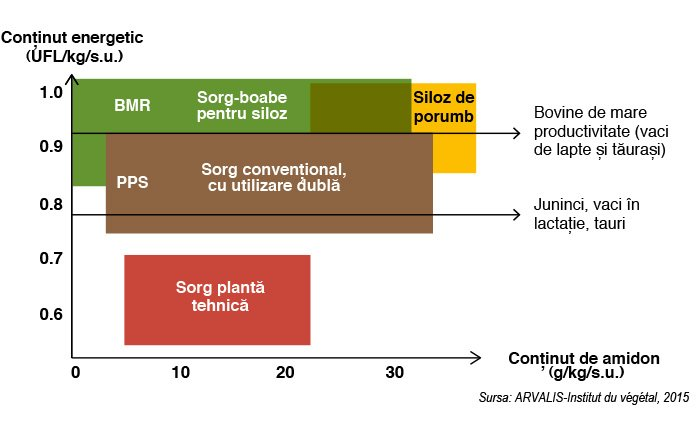 Conținut energetic
(UFL/kg/s.u.)
1.0
0.9
0.8
0.7
0.6
BMR
Sorg-boabe
pentru siloz
Siloz de
porumb
PPS
Sorg convențional,
cu utilizare dublă
Sorg plantă
tehnică
Bovine de mare
productivitate (vaci
de lapte și tăurași)
Juninci, vaci în
lactație, tauri
0
10
20
30
Conținut de amidon
(g/kg/s.u.)
Sursa: ARVALIS-Institut du végétal, 2015